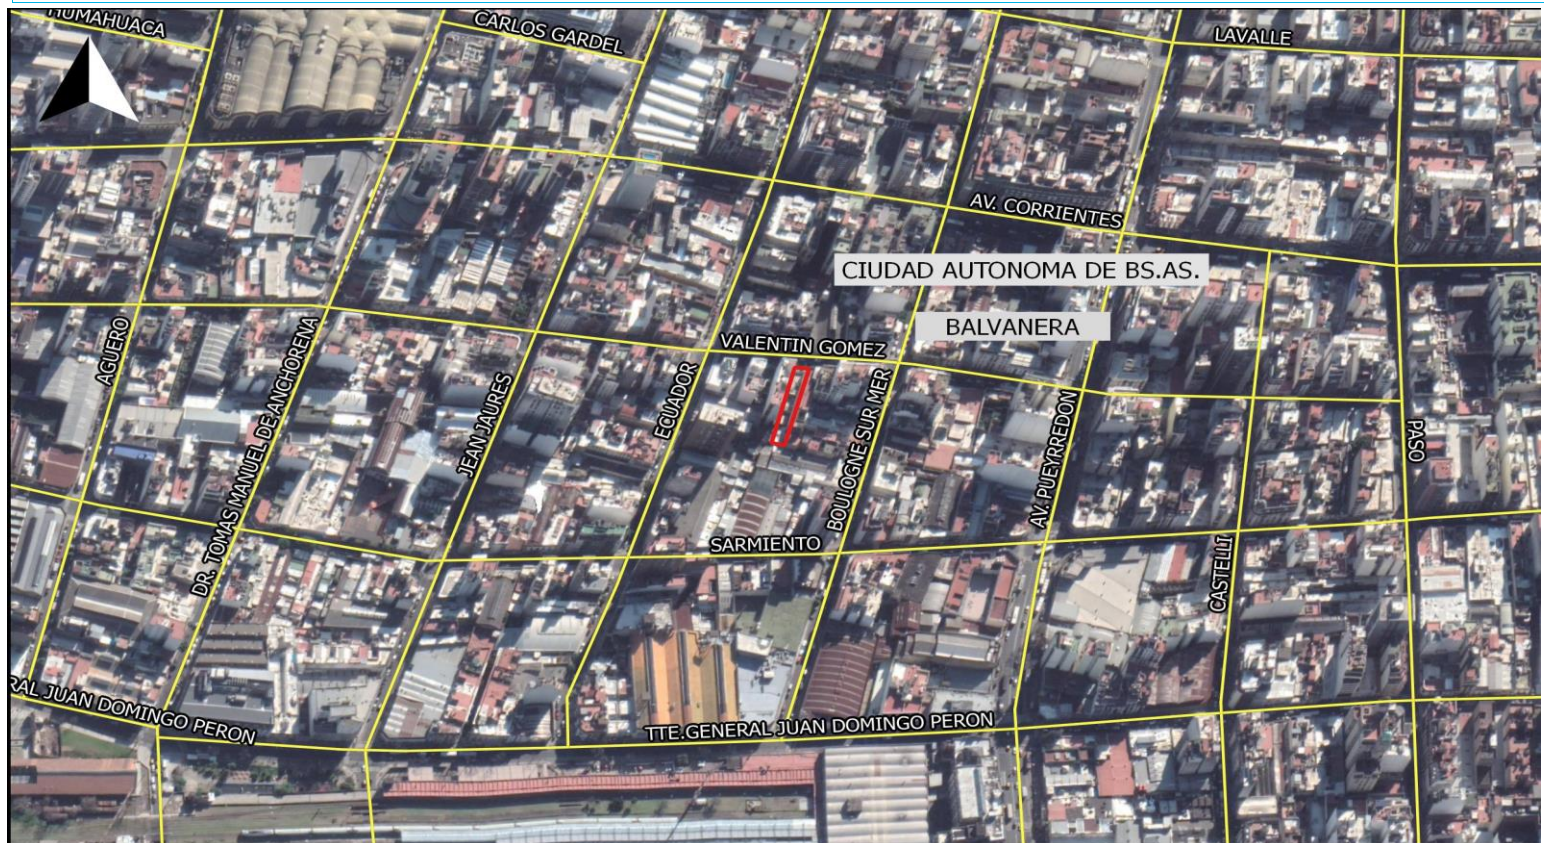 HUMAHUACA
CARLOS GARDEL
LAVALLE
AV. CORRIENTES
CIUDAD AUTONOMA DE BS.AS.
BALVANERA
VALENTIN GOMEZ
AGUERO
DR. TOMAS MANUEL DE ANCHORENA
JEAN JAURES
ECUADOR
BOULOGNE SUR MER
AV. PUEYRREDON
PASO
SARMIENTO
CASTELLI
RAL JUAN DOMINGO PERON
TTE.GENERAL JUAN DOMINGO PERON